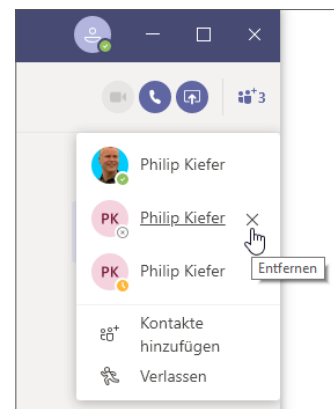 3
Philip Kiefer
PK Philip Kiefer
Entfernen
PK Philip Kiefer
Kontakte
hinzufügen
Verlassen